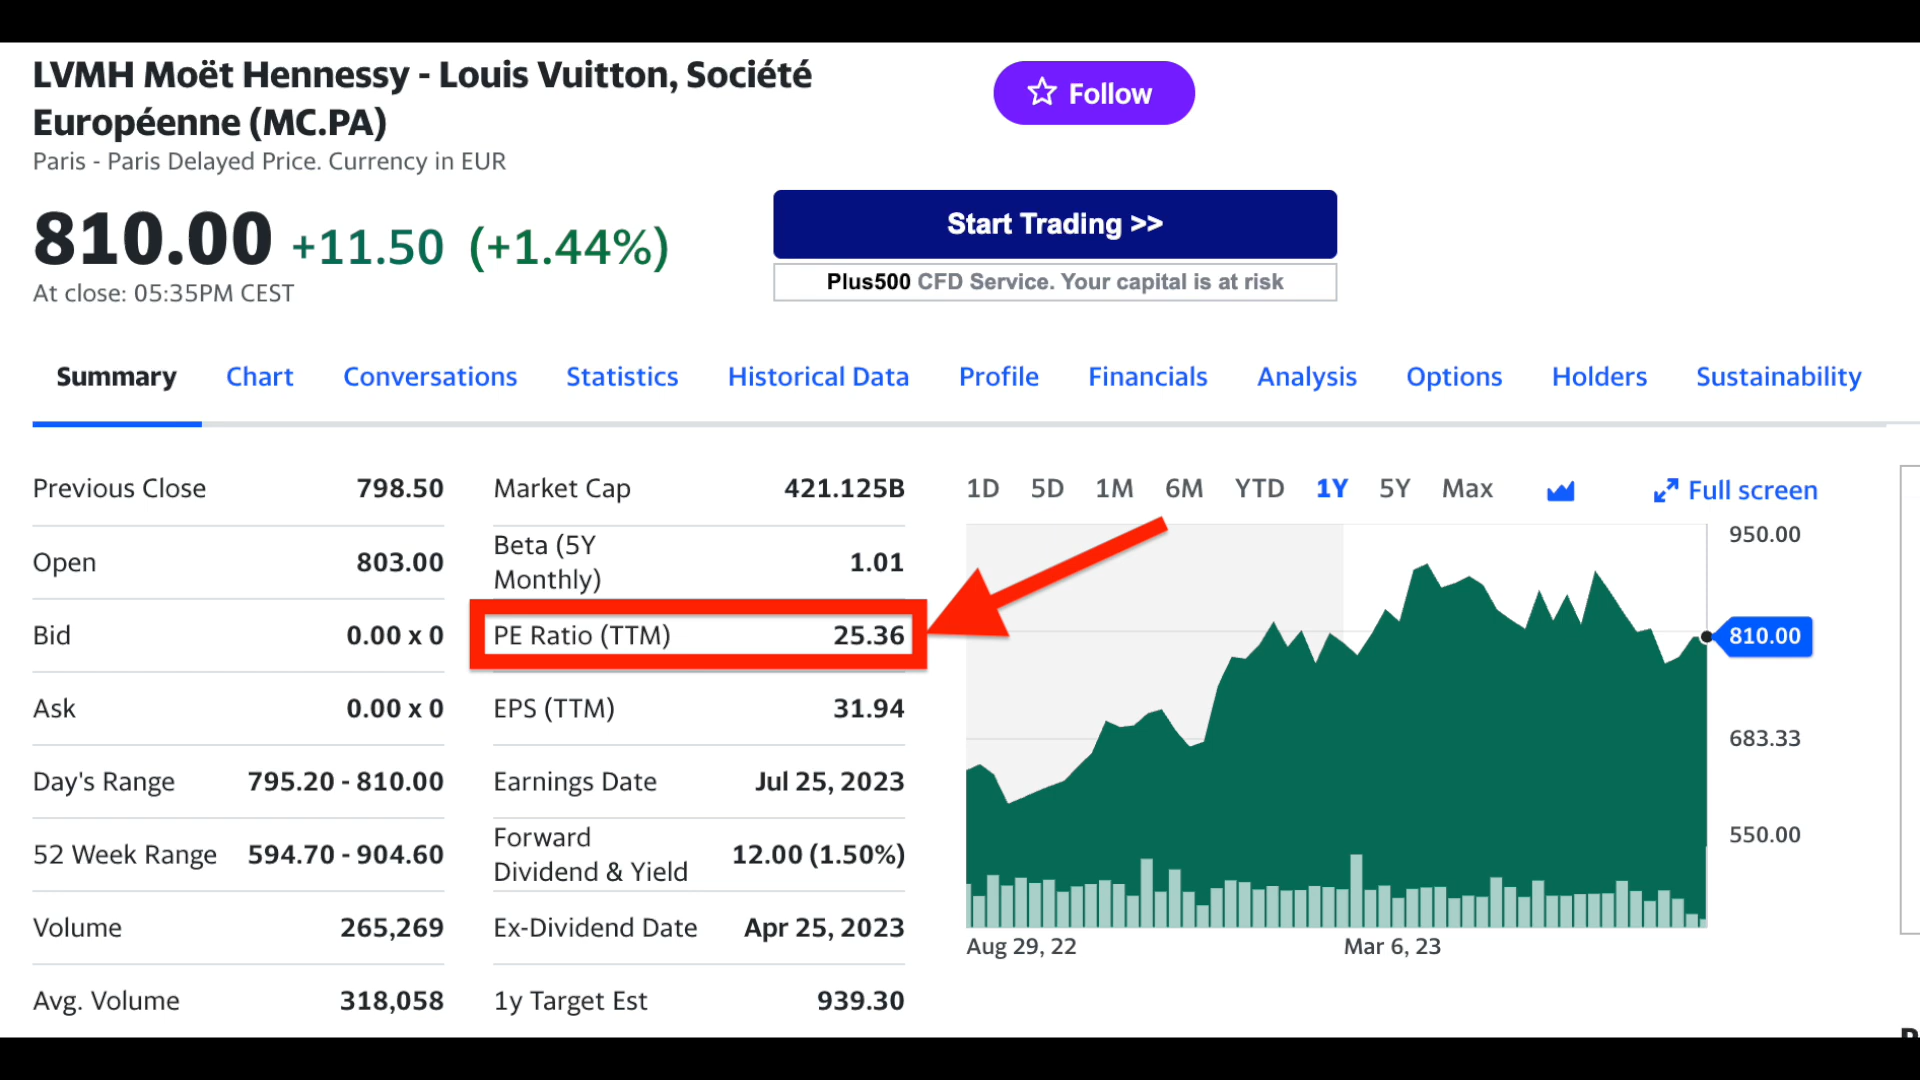 LVMH Moët Hennessy - Louis Vuitton, Société
Européenne (MC.PA)
Paris - Paris Delayed Price. Currency in EUR
Follow
810.00 +11.50 (+1.44%)
At close: 05:35PM CEST
Start Trading >>
Plus500 CFD Service. Your capital is at risk
Summary Chart Conversations Statistics Historical Data Profile Financials Analysis Options Holders Sustainability
Previous Close 798.50
Open 803.00
Bid 0.00 x 0
Ask 0.00 x 0
Day's Range 795.20 - 810.00
52 Week Range 594.70 - 904.60
Volume 265,269
Avg. Volume 318,058
Market Cap 421.125B
Beta (5Y
Monthly) 1.01
PE Ratio (TTM) 25.36
EPS (TTM) 31.94
Earnings Date Jul 25, 2023
Forward
Dividend & Yield 12.00 (1.50%)
Ex-Dividend Date Apr 25, 2023
1y Target Est 939.30
1D 5D 1M 6M YTD 1Y 5Y Max Full screen
950.00
810.00
683.33
550.00
Aug 29, 22 Mar 6, 23